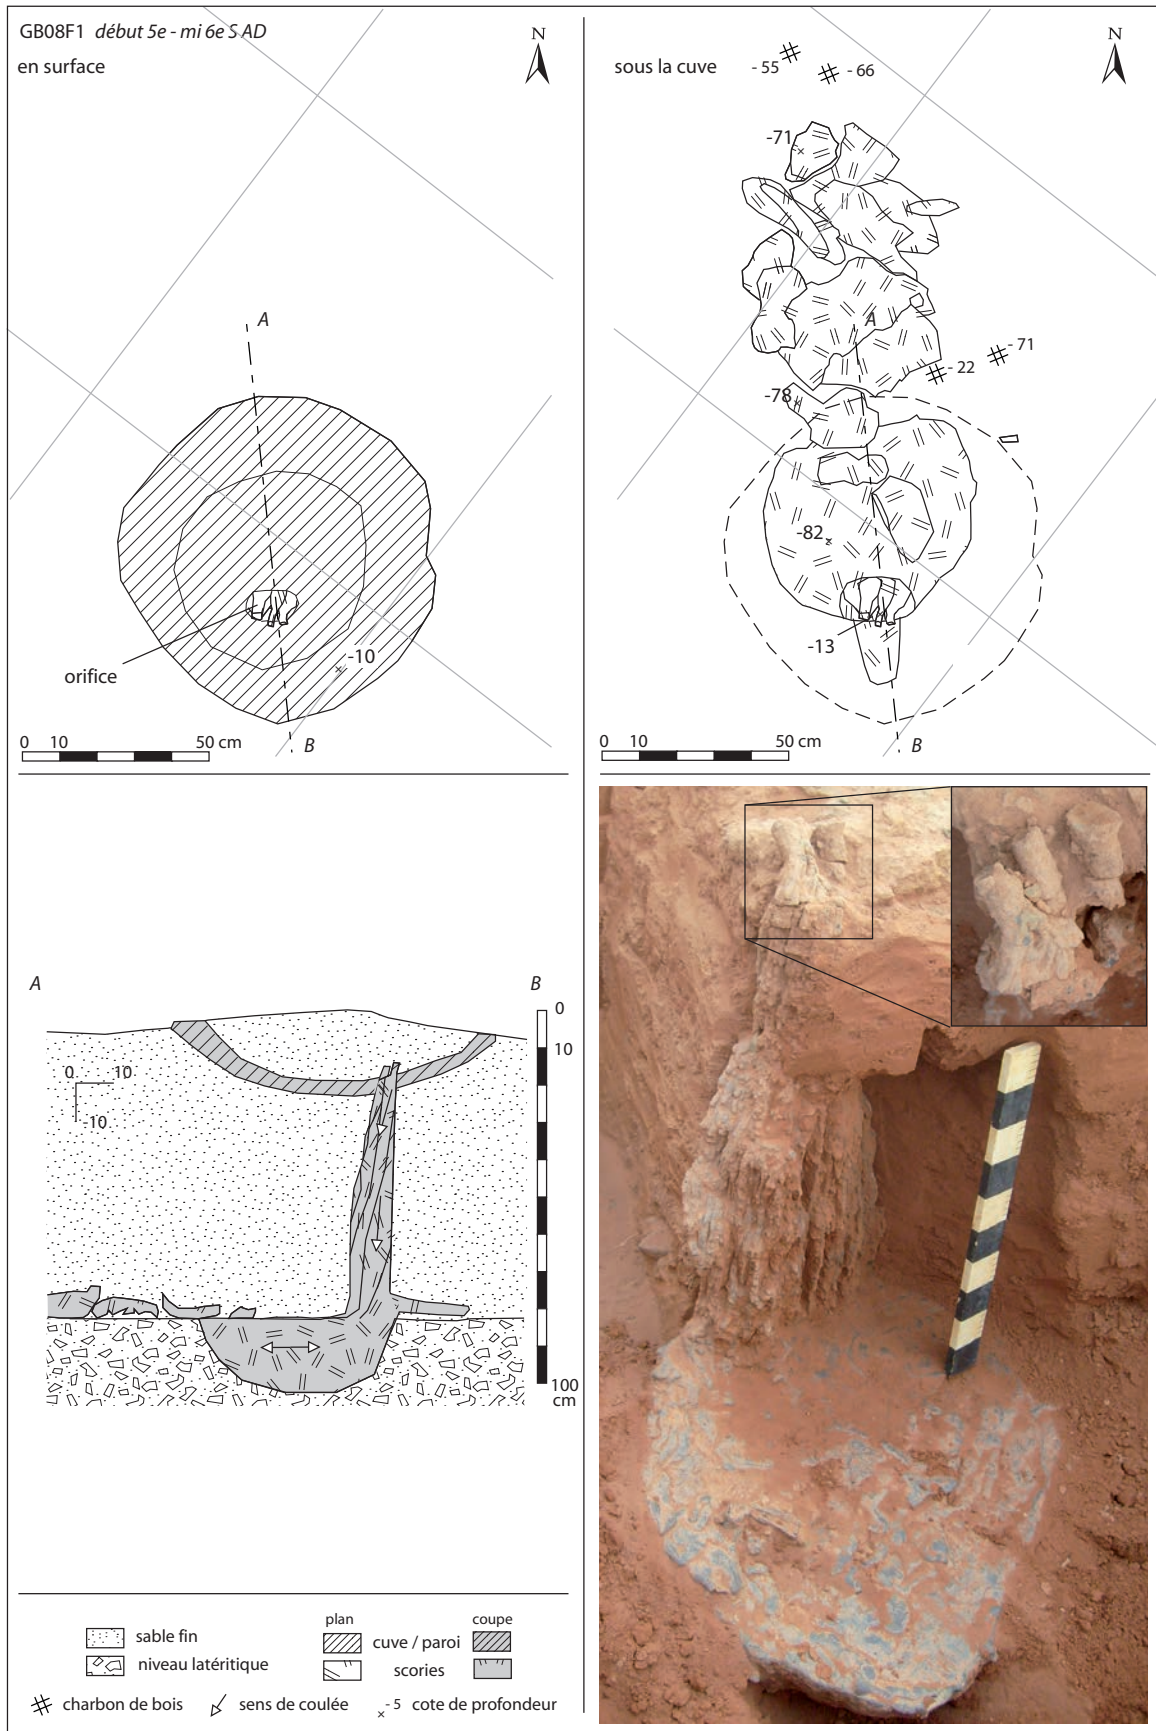 GB08F1 début 5e - mi 6e S AD
en surface
N
A
orifice
-10
B
0 10 50 cm
sous la cuve
N
- 55
- 66
-71
A
- 71
- 22
-78
-82
-13
B
0 10 50 cm
A
B
0
10
0 10
-10
100
cm
plan
coupe
sable fin
cuve / paroi
niveau latéritique
scories
charbon de bois
sens de coulée
- 5 cote de profondeur